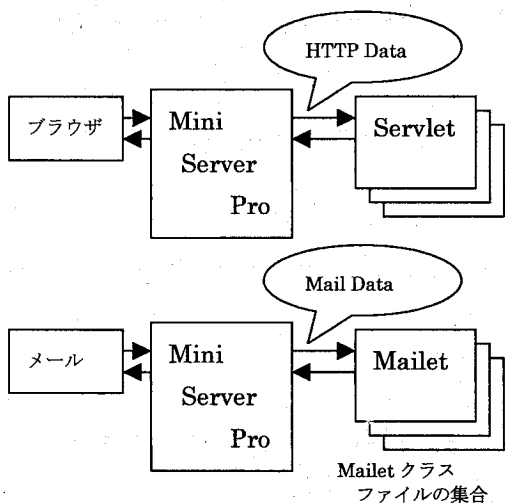 HTTP Data
ブラウザ
Mini
Server
Pro
Servlet
Mail Data
メール
Mini
Server
Pro
Mailet
Mailet クラス
ファイルの集合